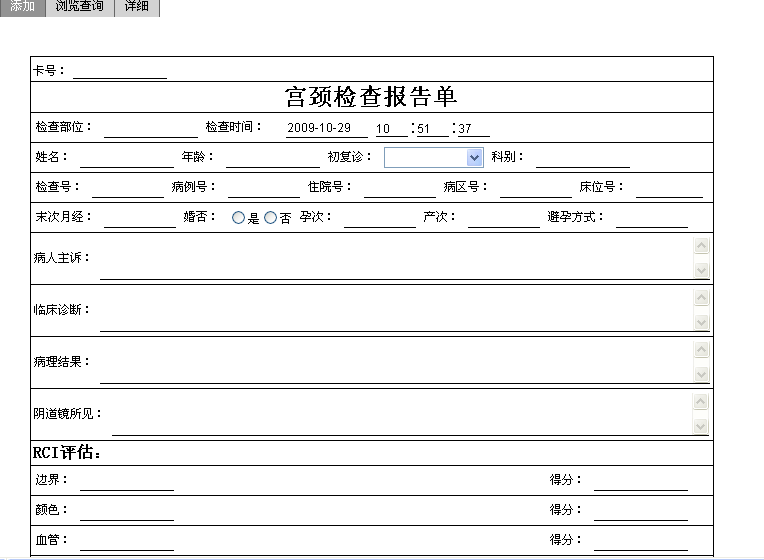 添加 浏览查询 详细
卡号：
宫颈检查报告单
检查部位： 检查时间： 2009-10-29 10 :51 :37
姓名： 年龄： 初复诊： 科别：
检查号： 病例号： 住院号： 病区号： 床位号：
末次月经： 婚否： 是 否 孕次： 产次： 避孕方式：
病人主诉：
临床诊断：
病理结果：
阴道镜所见：
RCI评估：
边界： 得分：
颜色： 得分：
血管： 得分：